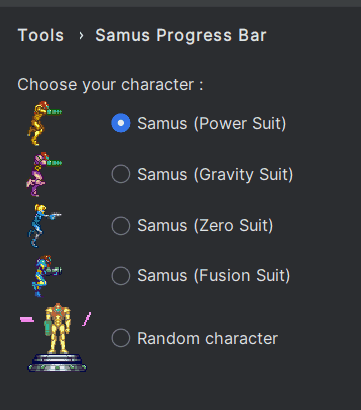 Tools › Samus Progress Bar
Choose your character :
Samus (Power Suit)
Samus (Gravity Suit)
Samus (Zero Suit)
Samus (Fusion Suit)
Random character